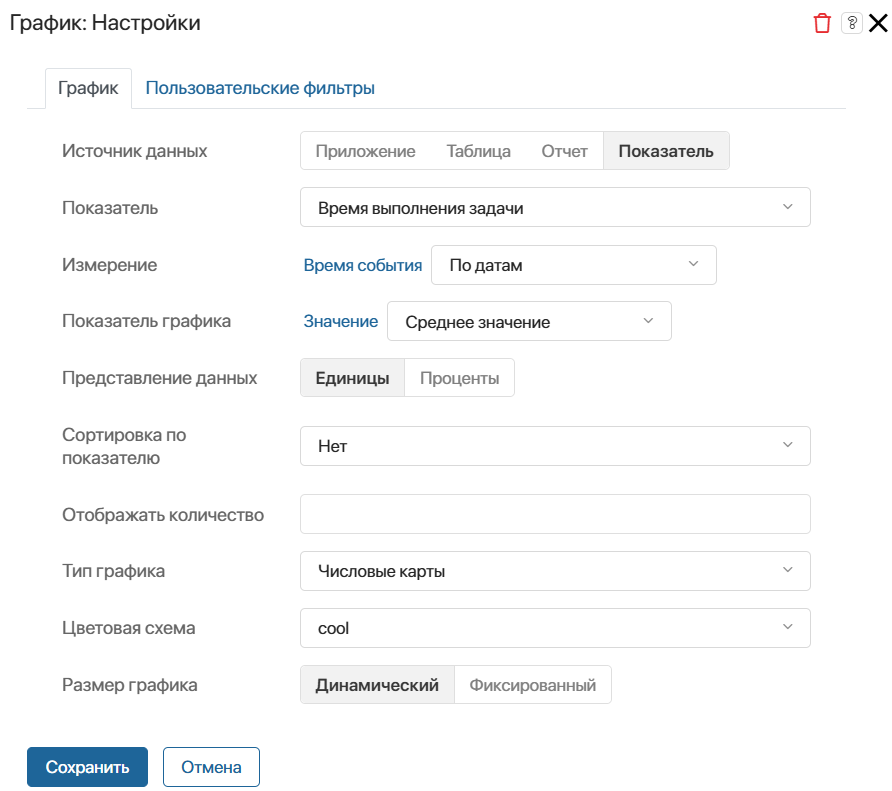 График: Настройки ?
График Пользовательские фильтры
Источник данных Приложение Таблица Отчет Показатель
Показатель Время выполнения задачи
Измерение Время события По датам
Показатель графика Значение Среднее значение
Представление данных Единицы Проценты
Сортировка по
показателю Нет
Отображать количество
Тип графика Числовые карты
Цветовая схема cool
Размер графика Динамический Фиксированный
Сохранить Отмена